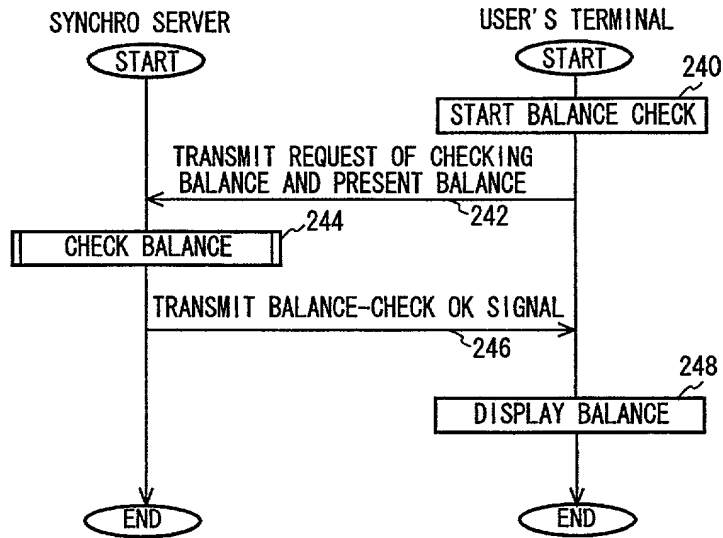 SYNCHRO SERVER
USER'S TERMINAL
START
START
240
START BALANCE CHECK
TRANSMIT REQUEST OF CHECKING
BALANCE AND PRESENT BALANCE
242
244
CHECK BALANCE
TRANSMIT BALANCE-CHECK OK SIGNAL
246
248
DISPLAY BALANCE
END
END